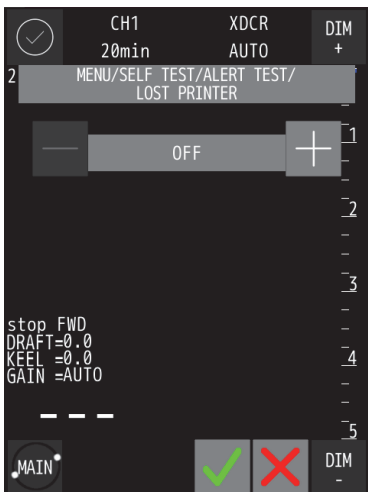 CH1 XDCR DIM
20min AUTO +
2 MENU/SELF TEST/ALERT TEST/
LOST PRINTER
OFF
1
2
3
stop FWD
DRAFT=0.0
KEEL =0.0
GAIN =AUTO
4
– – –
5
MAIN DIM
-